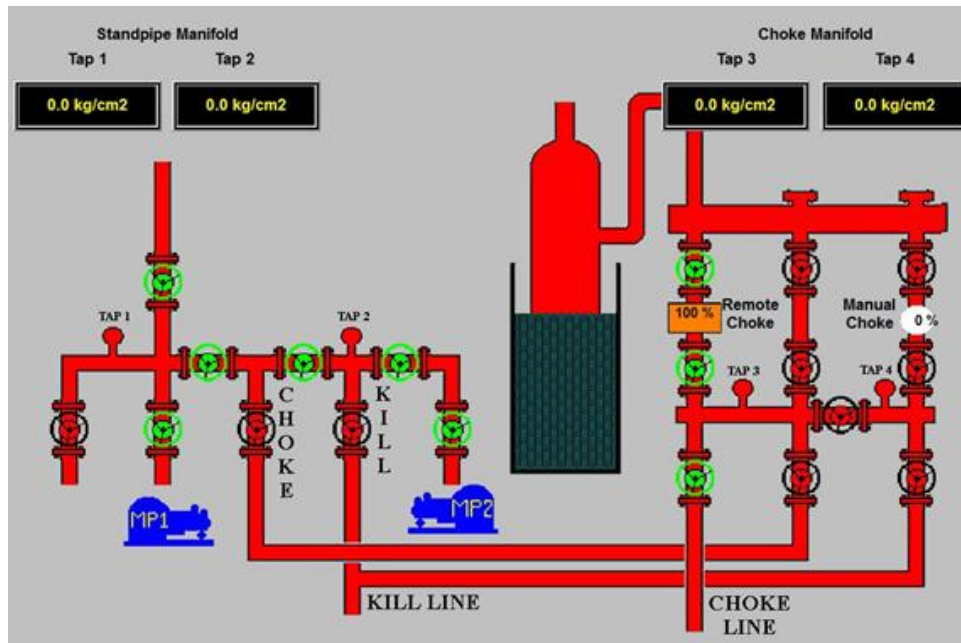 Standpipe Manifold
Choke Manifold
Tap 1
Tap 2
Tap 3
Tap 4
0.0 kg/cm2
0.0 kg/cm2
0.0 kg/cm2
0.0 kg/cm2
TAP 1
TAP 2
100 %
Remote
Choke
Manual
Choke
0 %
TAP 3
TAP 4
CHOKE
KILL
MP1
MP2
KILL LINE
CHOKE
LINE